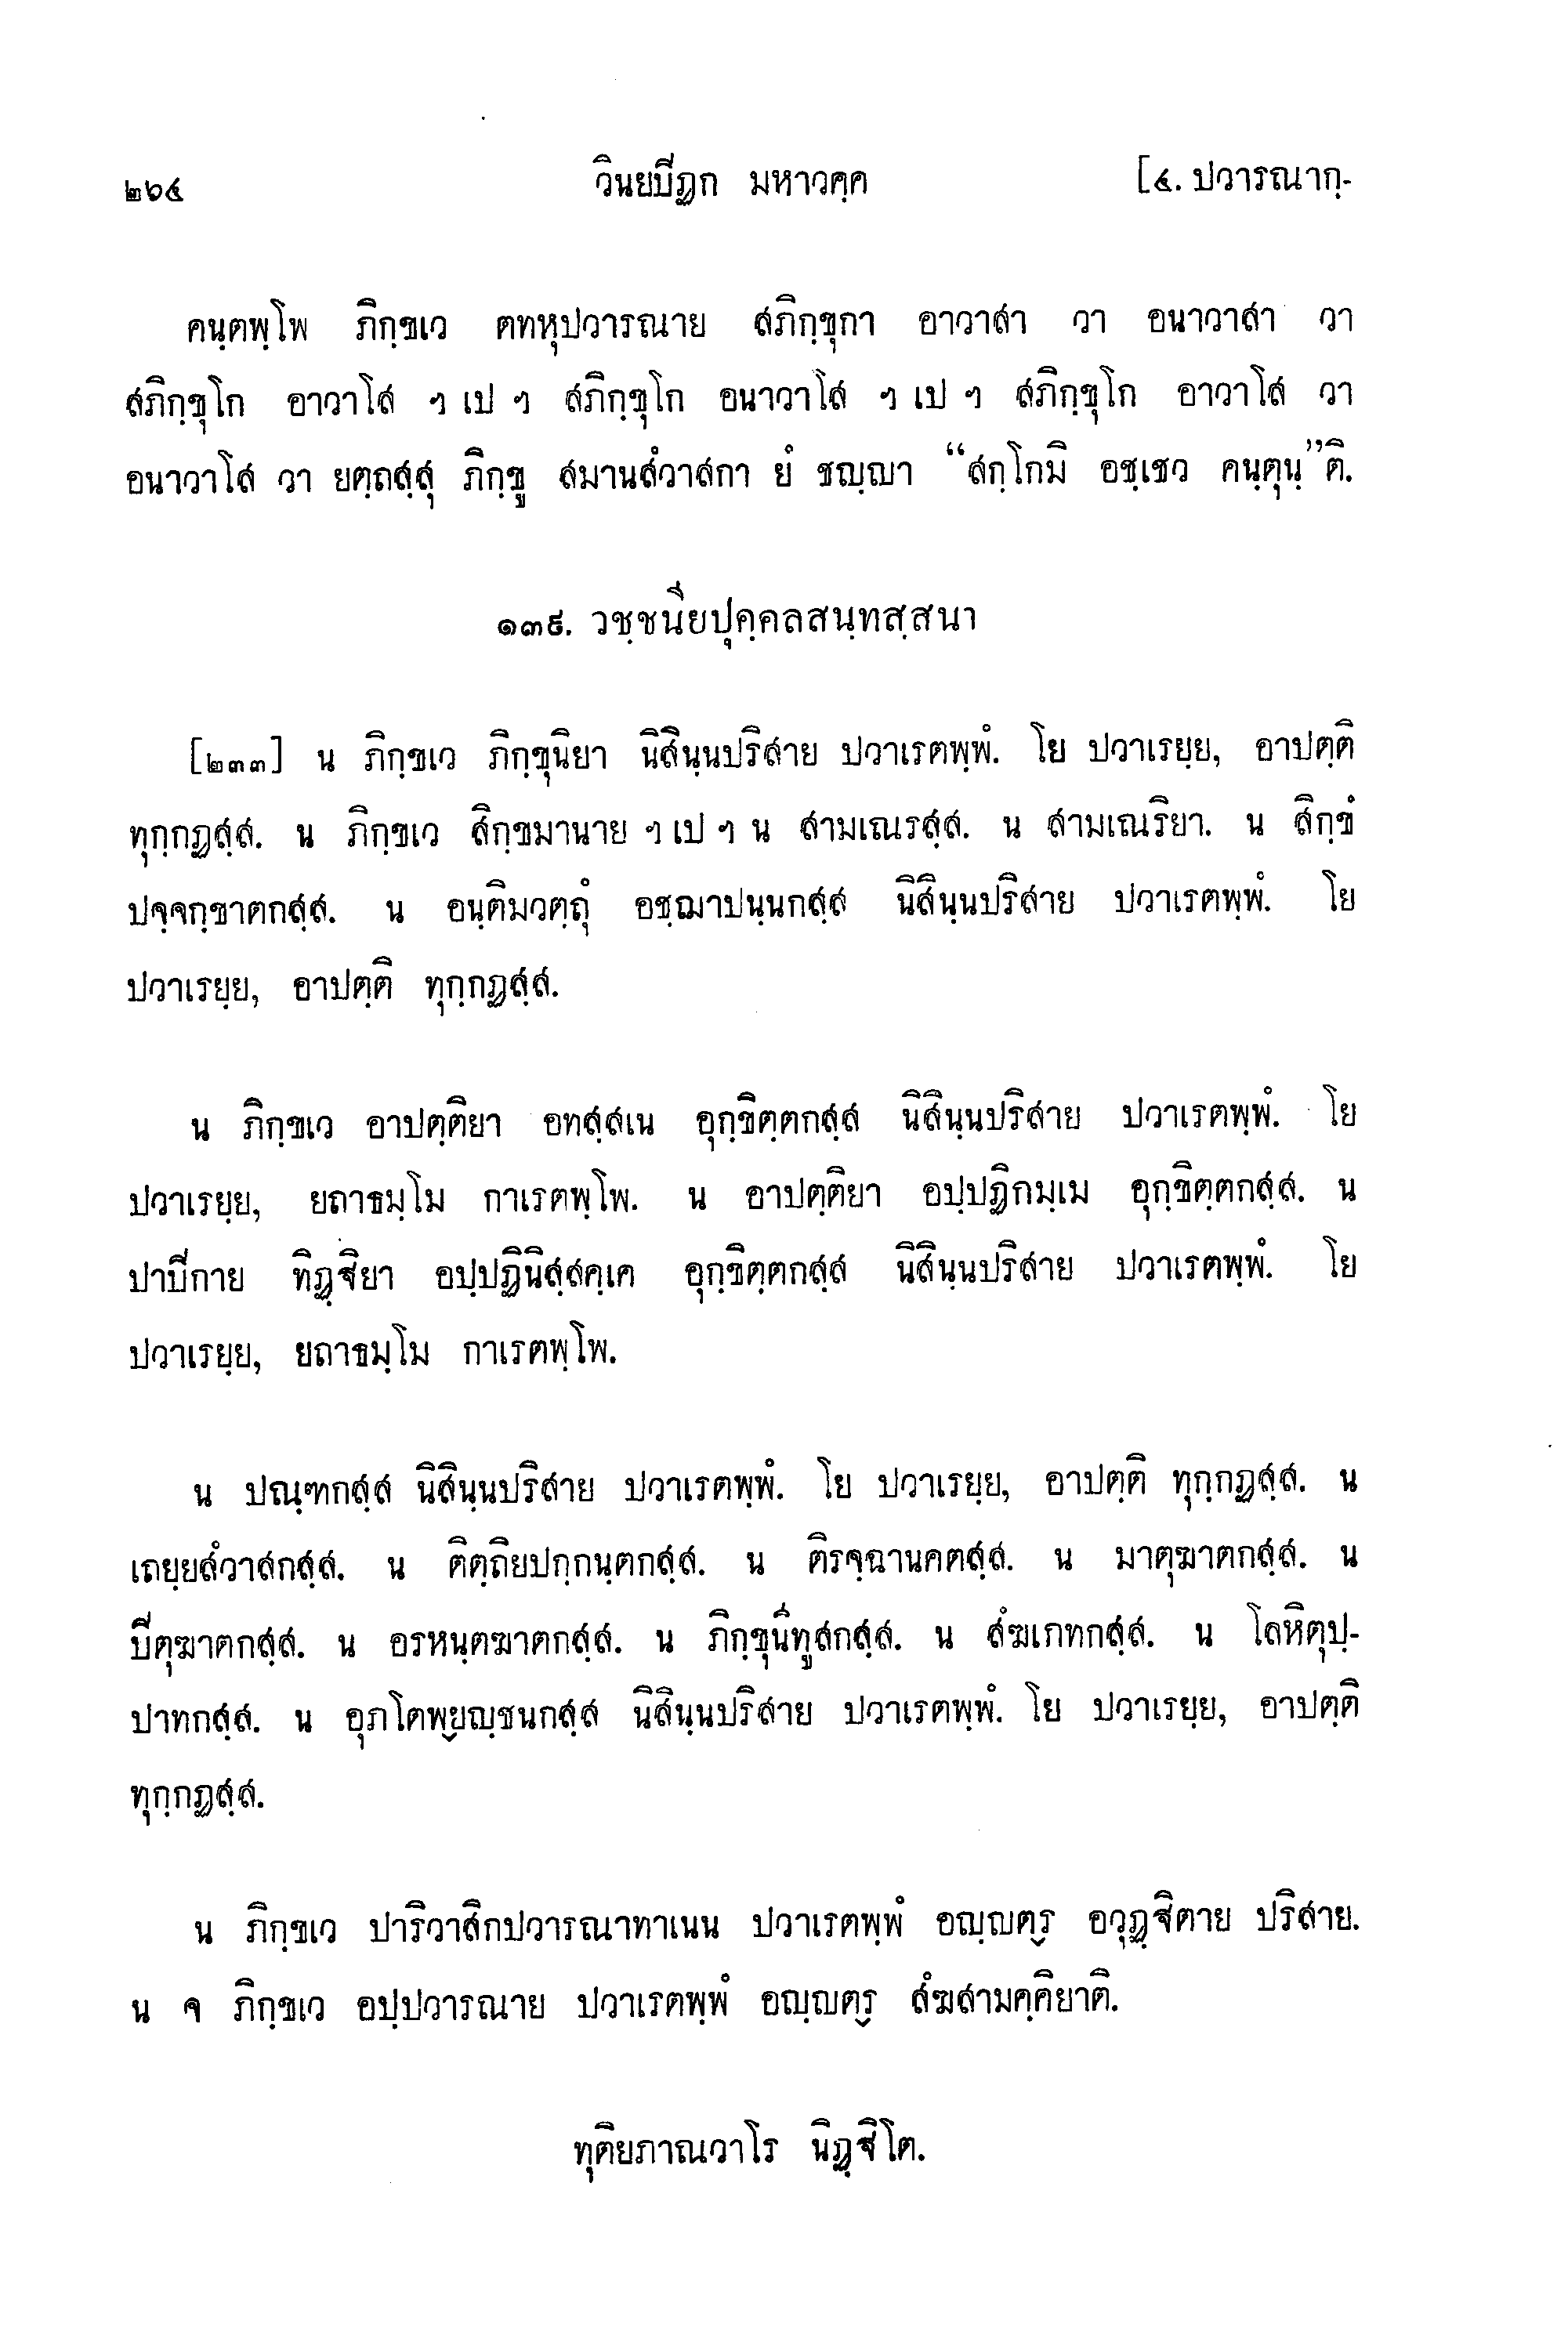 ๒๖๔ วินยปิฏก มหาวคฺค [๔. ปวารณากฺ-
คนฺตพฺโพ ภิกฺขเว ตทหุปวารณาย สภิกฺขุกา อาวาสา วา อนาวาสา วา
สภิกฺขุโก อาวาโส ฯ เป ฯ สภิกฺขุโก อนาวาโส ฯ เป ฯ สภิกฺขุโก อาวาโส วา
อนาวาโส วา ยตฺถสฺสุ ภิกฺขู สมานสํวาสกา ยํ ชญฺญา “สกฺโกมิ อชฺเชว คนฺตุนฺ”ติ.
๑๓๙. วชฺชนียปุคฺคลสนฺทสฺสนา
[๒๓๓] น ภิกฺขเว ภิกฺขุนิยา นิสินฺนปริสาย ปวาเรตพฺพํ. โย ปวาเรยฺย, อาปตฺติ
ทุกฺกฏสฺส. น ภิกฺขเว สิกฺขมานาย ฯ เป ฯ น สามเณรสฺส. น สามเณริยา. น สิกฺขํ
ปจฺจกฺขาตกสฺส. น อนฺติมวตฺถุํ อชฺฌาปนฺนกสฺส นิสินฺนปริสาย ปวาเรตพฺพํ. โย
ปวาเรยฺย, อาปตฺติ ทุกฺกฏสฺส.
น ภิกฺขเว อาปตฺติยา อทสฺสเน อุกฺขิตฺตกสฺส นิสินฺนปริสาย ปวาเรตพฺพํ. โย
ปวาเรยฺย, ยถาธมฺโม กาเรตพฺโพ. น อาปตฺติยา อปฺปฏิกมฺเม อุกฺขิตฺตกสฺส. น
ปาปิกาย ทิฏฺฐิยา อปฺปฏินิสฺสคฺเค อุกฺขิตฺตกสฺส นิสินฺนปริสาย ปวาเรตพฺพํ. โย
ปวาเรยฺย, ยถาธมฺโม กาเรตพฺโพ.
น ปณฺฑกสฺส นิสินฺนปริสาย ปวาเรตพฺพํ. โย ปวาเรยฺย, อาปตฺติ ทุกฺกฏสฺส. น
เถยฺยสํวาสกสฺส. น ติตฺถิยปกฺกนฺตกสฺส. น ติรจฺฉานคตสฺส. น มาตุฆาตกสฺส. น
ปิตุฆาตกสฺส. น อรหนฺตฆาตกสฺส. น ภิกฺขุนีทูสกสฺส. น สํฆเภทกสฺส. น โลหิตุปฺ-
ปาทกสฺส. น อุภโตพฺยญฺชนกสฺส นิสินฺนปริสาย ปวาเรตพฺพํ. โย ปวาเรยฺย, อาปตฺติ
ทุกฺกฏสฺส.
น ภิกฺขเว ปาริวาสิกปวารณาทาเนน ปวาเรตพฺพํ อญฺญตฺร อวุฏฺฐิตาย ปริสาย.
น จ ภิกฺขเว อปฺปวารณาย ปวาเรตพฺพํ อญฺญตฺร สํฆสามคฺคิยาติ.
ทุติยภาณวาโร นิฏฺฐิโต.